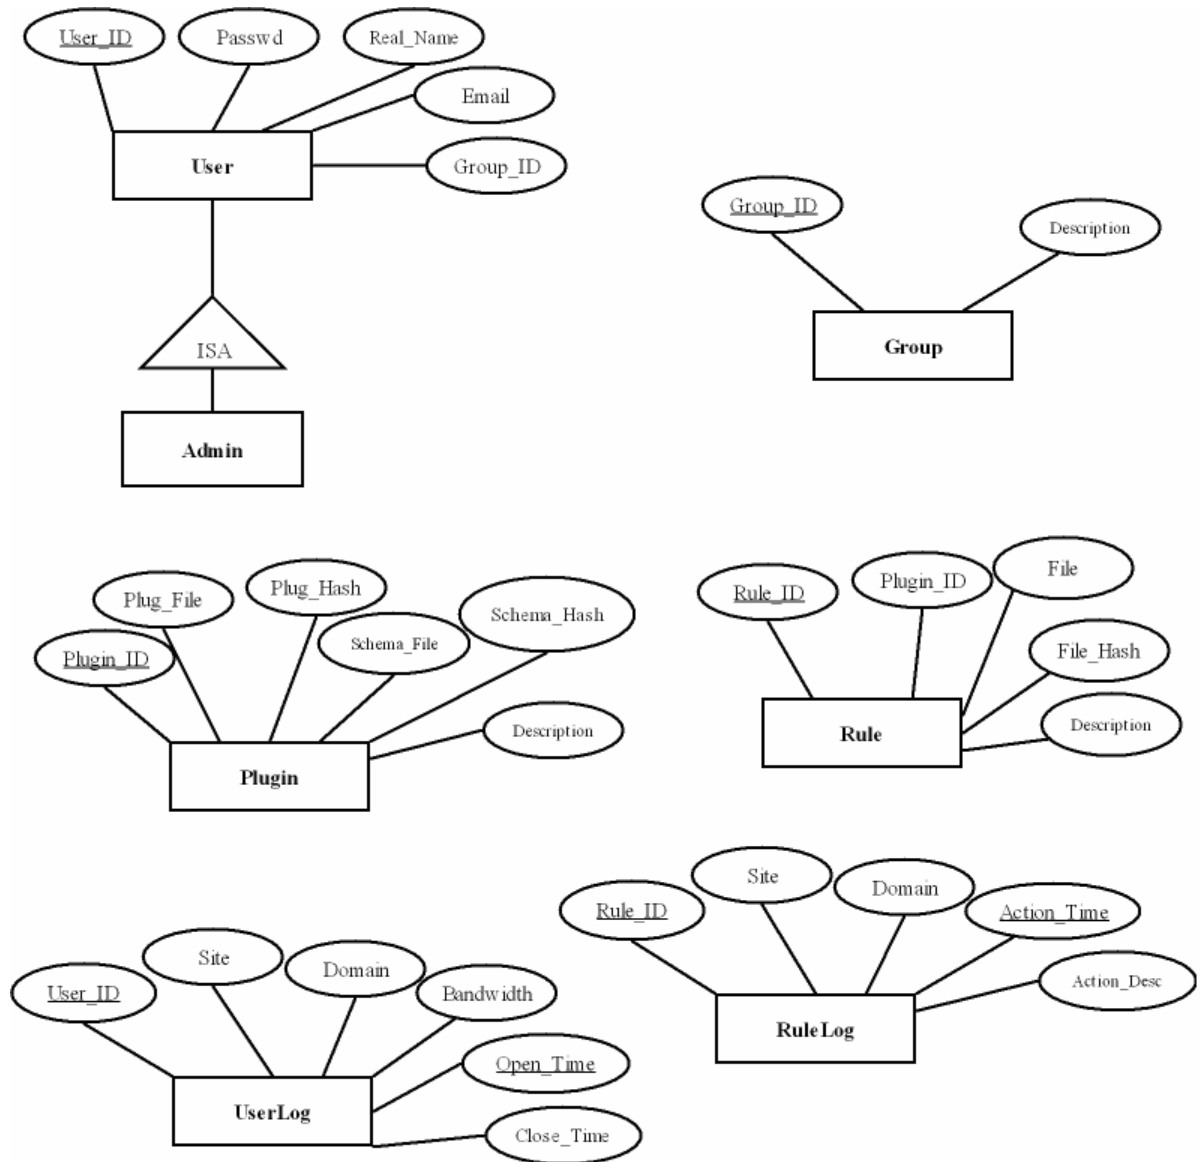 User_ID
Passwd
Real_Name
Email
User
Group_ID
Group_ID
Description
Group
ISA
Admin
Plug_File
Plug_Hash
Schema_Hash
Schema_File
Plugin_ID
Description
Plugin
Rule_ID
Plugin_ID
File
File_Hash
Description
Rule
User_ID
Site
Domain
Bandwidth
Open_Time
UserLog
Close_Time
Rule_ID
Site
Domain
Action_Time
Action_Desc
RuleLog